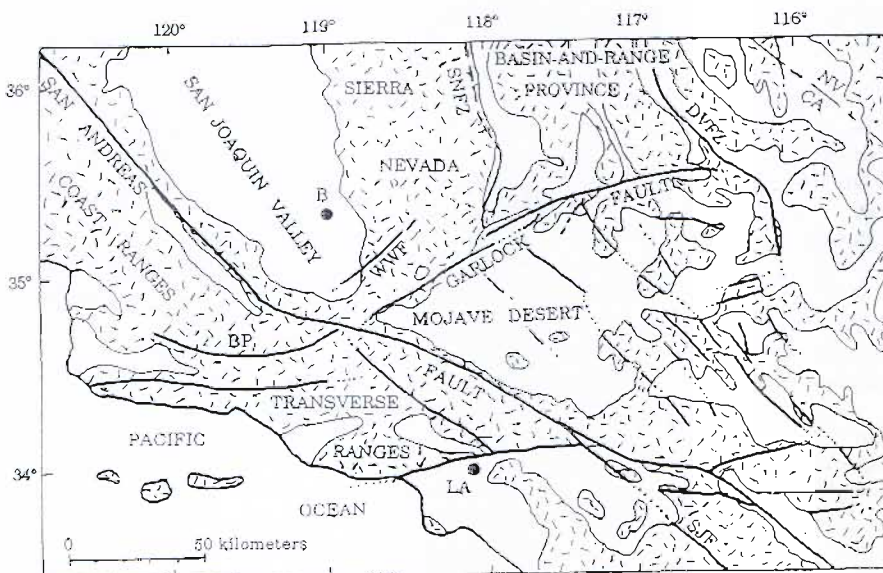 120° 119° 118° 117° 116°
36°
35°
34°
SAN ANDREAS
FAULT
COAST
RANGES
SAN JOAQUIN VALLEY
B
SIERRA
NEVADA
SNFZ
BASIN-AND-RANGE
PROVINCE
DVFZ
NV
CA
WWF
GARLOCK
FAULT
MOJAVE DESERT
BP
TRANSVERSE
RANGES
PACIFIC
OCEAN
LA
SJF
0 50 kilometers